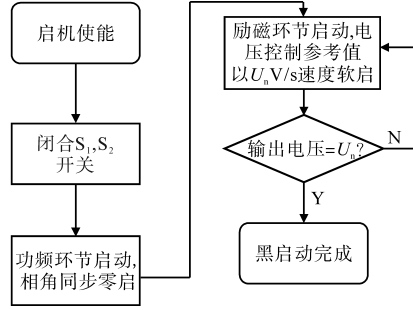 启机使能
闭合S₁,S₂
开关
功频环节启动,
相角同步零启
励磁环节启动,电
压控制参考值
以UₙV/s速度软启
输出电压=Uₙ?
N
Y
黑启动完成